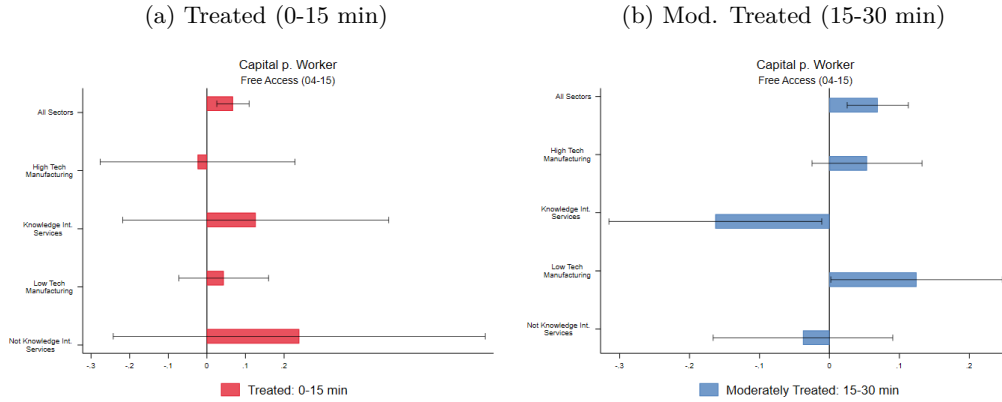 (a) Treated (0-15 min)
Capital p. Worker
Free Access (04-15)
All Sectors
High Tech
Manufacturing
Knowledge Int.
Services
Low Tech
Manufacturing
Not Knowledge Int.
Services
-.3 -.2 -.1 0 .1 .2
Treated: 0-15 min
(b) Mod. Treated (15-30 min)
Capital p. Worker
Free Access (04-15)
All Sectors
High Tech
Manufacturing
Knowledge Int.
Services
Low Tech
Manufacturing
Not Knowledge Int.
Services
-.3 -.2 -.1 0 .1 .2
Moderately Treated: 15-30 min